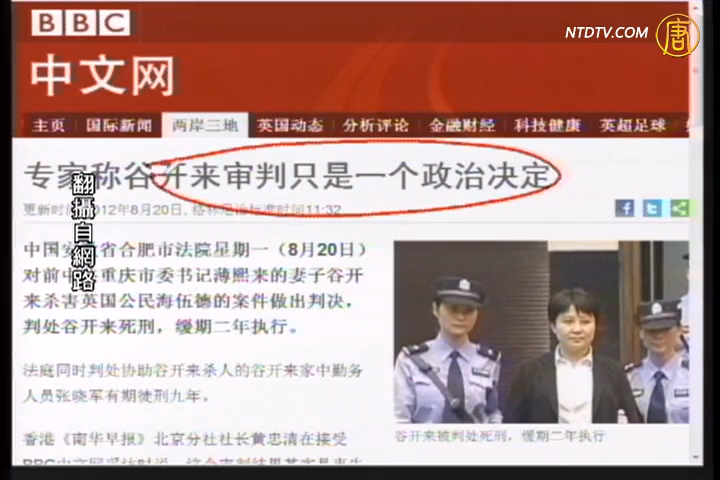 BBC
NTDTV.COM
唐
中文网
主页 国际新闻 两岸三地 英国动态 分析评论 金融财经 科技健康 英超足球
专家称谷开来审判只是一个政治决定
更新时间 2012年8月20日, 格林尼治标准时间11:32
翻攝自網路
中国安徽省合肥市法院星期一（8月20日）
对前中共重庆市委书记薄熙来的妻子谷开
来杀害英国公民海伍德的案件做出判决，
判处谷开来死刑，缓期二年执行。
法庭同时判处协助谷开来杀人的谷开来家中勤务
人员张晓军有期徒刑九年。
香港《南华早报》北京分社社长黄忠清在接受
谷开来被判处死刑，缓期二年执行